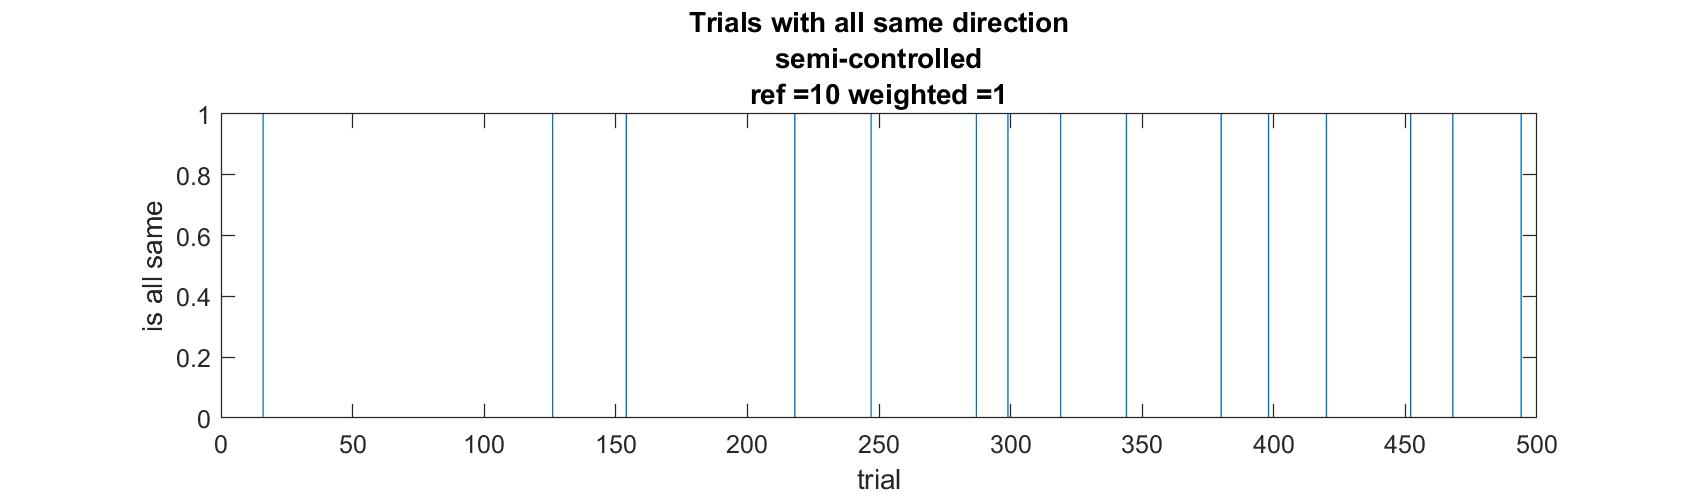 Trials with all same direction
semi-controlled
ref =10 weighted =1
1
0.8
0.6
0.4
0.2
0
is all same
0 50 100 150 200 250 300 350 400 450 500
trial